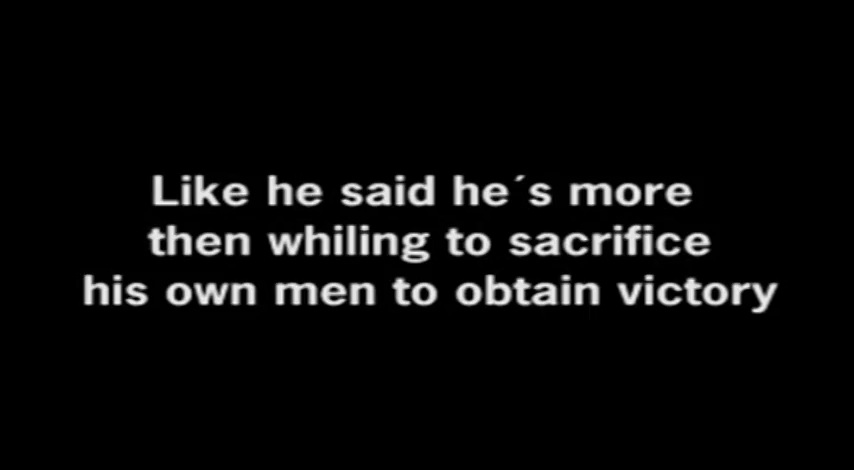 Like he said he´s more
then whiling to sacrifice
his own men to obtain victory